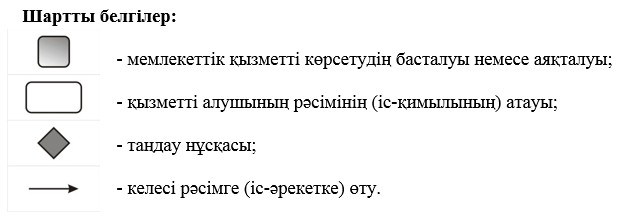 Шартты белгілер:
- мемлекеттік қызметті көрсетудің басталуы немесе аяқталуы;
- қызметті алушының рәсімінің (іс-қимылының) атауы;
- тандау нұсқасы;
- келесі рәсімге (іс-әрекетке) өту.